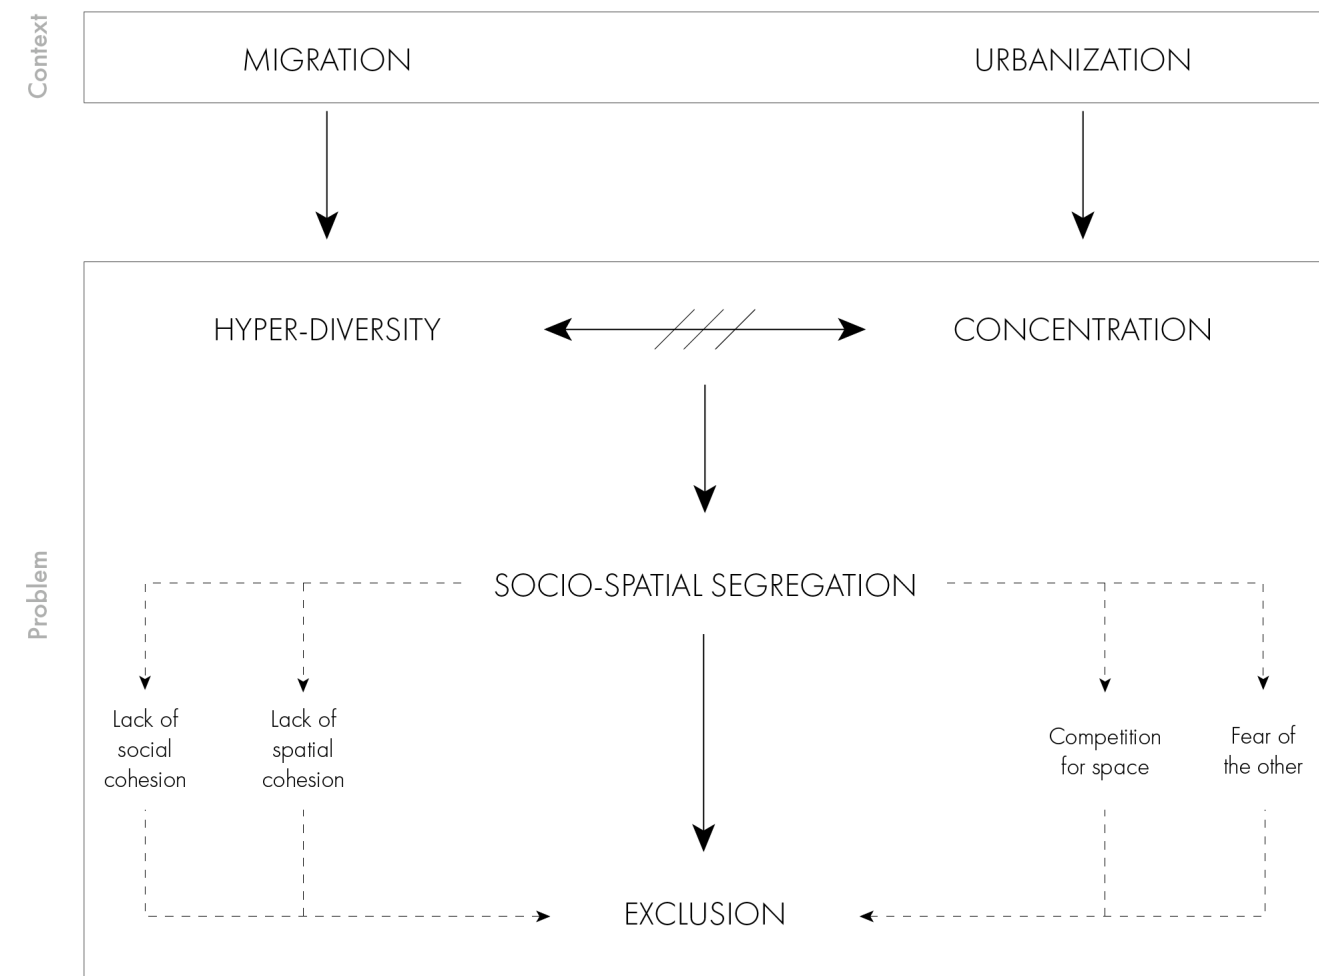 Context
MIGRATION
URBANIZATION
Problem
HYPER-DIVERSITY
CONCENTRATION
SOCIO-SPATIAL SEGREGATION
Lack of
social
cohesion
Lack of
spatial
cohesion
Competition
for space
Fear of
the other
EXCLUSION